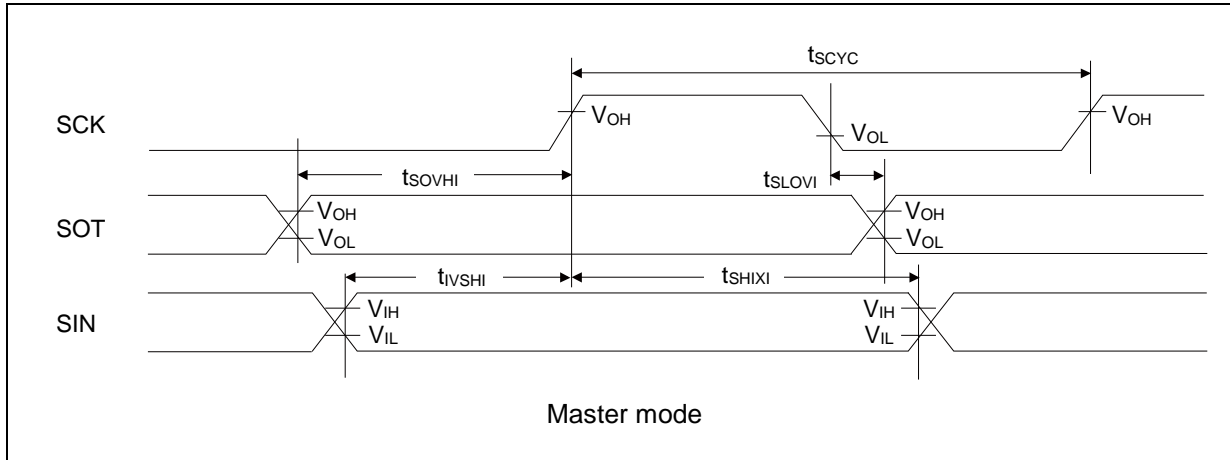 tSCYC
SCK
VOH
VOL
VOH
tSOVHI
tSLOVI
SOT
VOH
VOL
VOH
VOL
tIVSHI
tSHIXI
SIN
VIH
VIL
VIH
VIL
Master mode